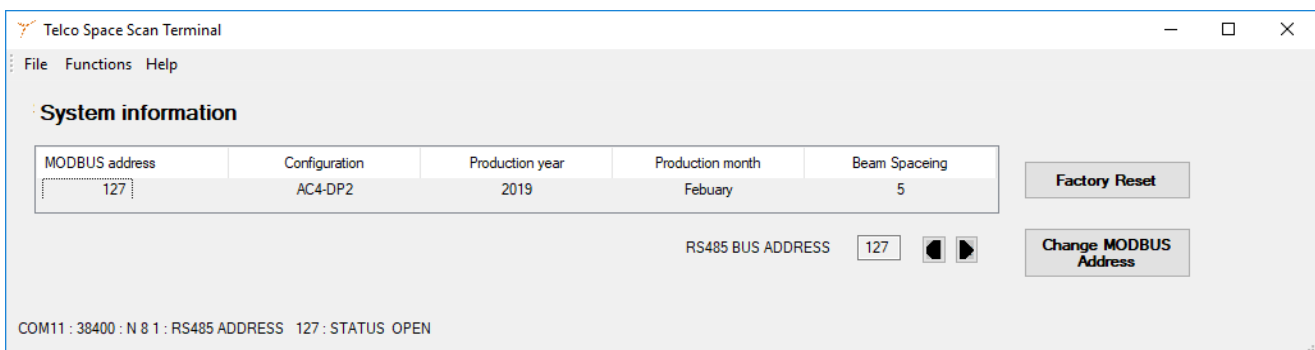 Telco Space Scan Terminal
File Functions Help
System information
MODBUS address Configuration Production year Production month Beam Spaceing
127 AC4-DP2 2019 Febuary 5
Factory Reset
RS485 BUS ADDRESS 127
Change MODBUS
Address
COM11 : 38400 : N 8 1 : RS485 ADDRESS 127 : STATUS OPEN